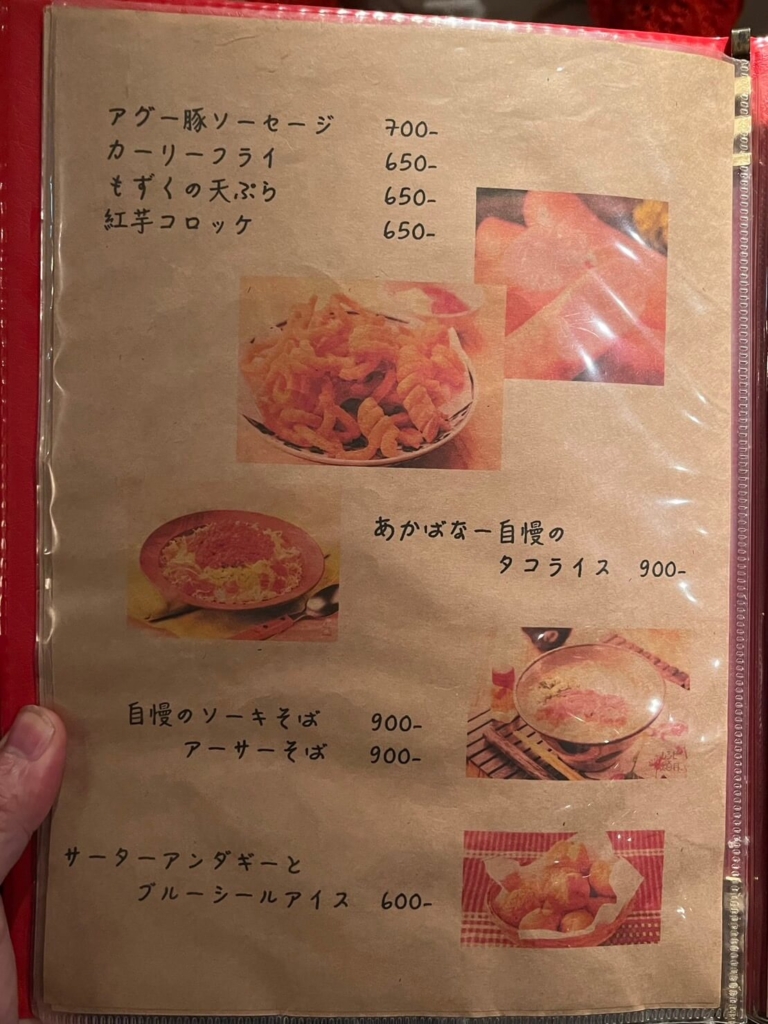 アグー豚ソーセージ 700-
カーリーフライ 650-
もずくの天ぷら 650-
紅芋コロッケ 650-
あかばなー自慢の
タコライス 900-
自慢のソーキそば 900-
アーサーそば 900-
サーターアンダギーと
ブルーシールアイス 600-